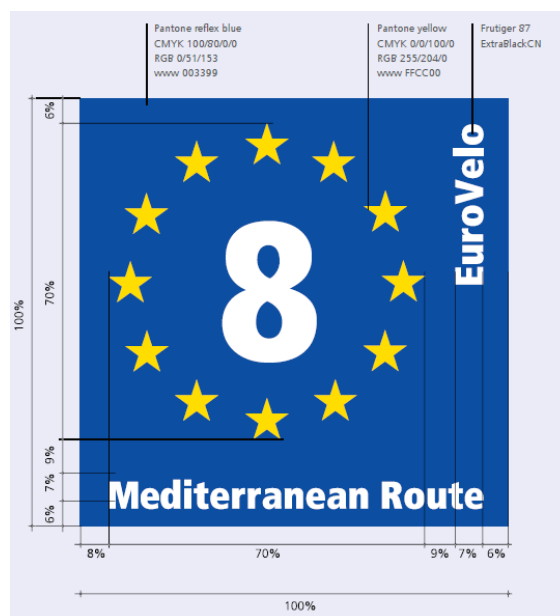 Pantone reflex blue
CMYK 100/80/0/0
RGB 0/51/153
www 003399
Pantone yellow
CMYK 0/0/100/0
RGB 255/204/0
www FFCC00
Frutiger 87
ExtraBlackCN
6%
EuroVelo
8
70%
100%
9%
7%
6%
Mediterranean Route
8%
70%
9%
7%
6%
100%